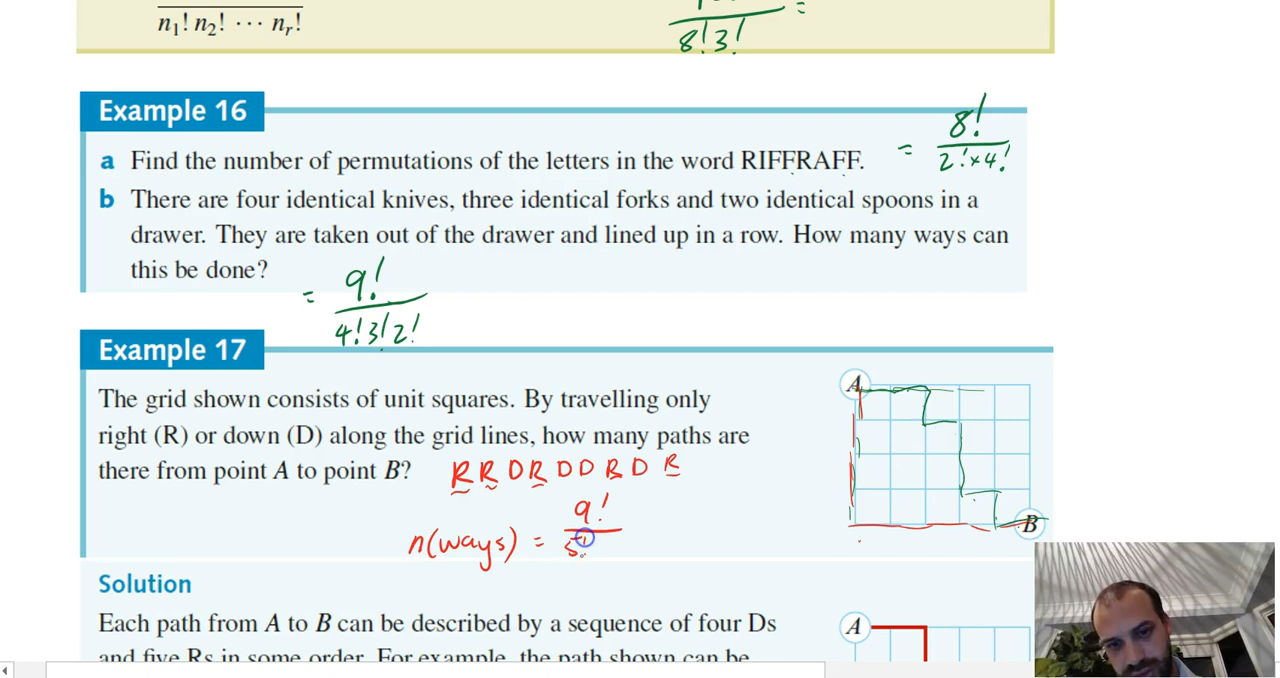 n₁! n₂! ⋯ nᵣ!
8!3!
=
Example 16
a Find the number of permutations of the letters in the word RIFFRAFF.
= 8!/(2!×4!)
b There are four identical knives, three identical forks and two identical spoons in a
drawer. They are taken out of the drawer and lined up in a row. How many ways can
this be done?
= 9!/(4!3!2!)
Example 17
The grid shown consists of unit squares. By travelling only
right (R) or down (D) along the grid lines, how many paths are
there from point A to point B?
R R D R D D R D R
n(ways) = 9!/5!
A
B
Solution
Each path from A to B can be described by a sequence of four Ds
and five Rs in some order. For example, the path shown can be
A